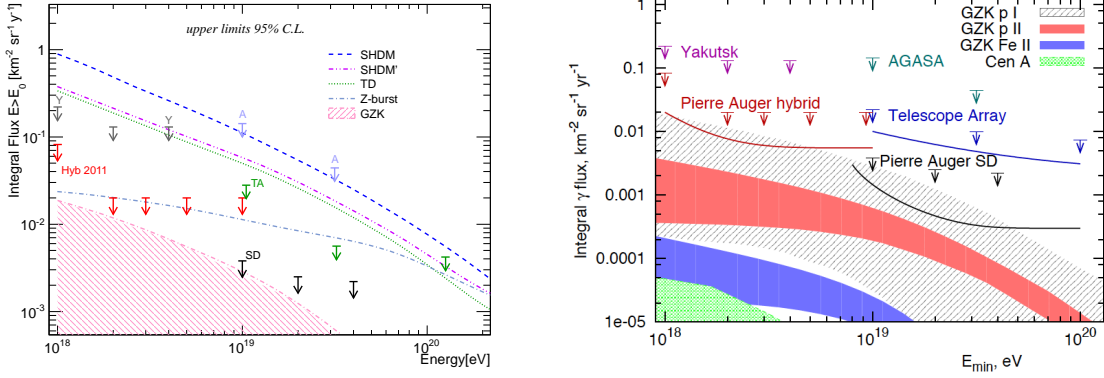 upper limits 95% C.L.
SHDM
SHDM'
TD
Z-burst
GZK
Y
Y
A
A
Hyb 2011
TA
SD
Integral Flux E>E₀ [km⁻² sr⁻¹ y⁻¹]
1
10⁻¹
10⁻²
10⁻³
10¹⁸
10¹⁹
10²⁰
Energy[eV]
GZK p I
GZK p II
GZK Fe II
Cen A
Yakutsk
AGASA
Pierre Auger hybrid
Telescope Array
Pierre Auger SD
Integral γ flux, km⁻² sr⁻¹ yr⁻¹
1
0.1
0.01
0.001
0.0001
1e-05
10¹⁸
10¹⁹
10²⁰
E_min, eV